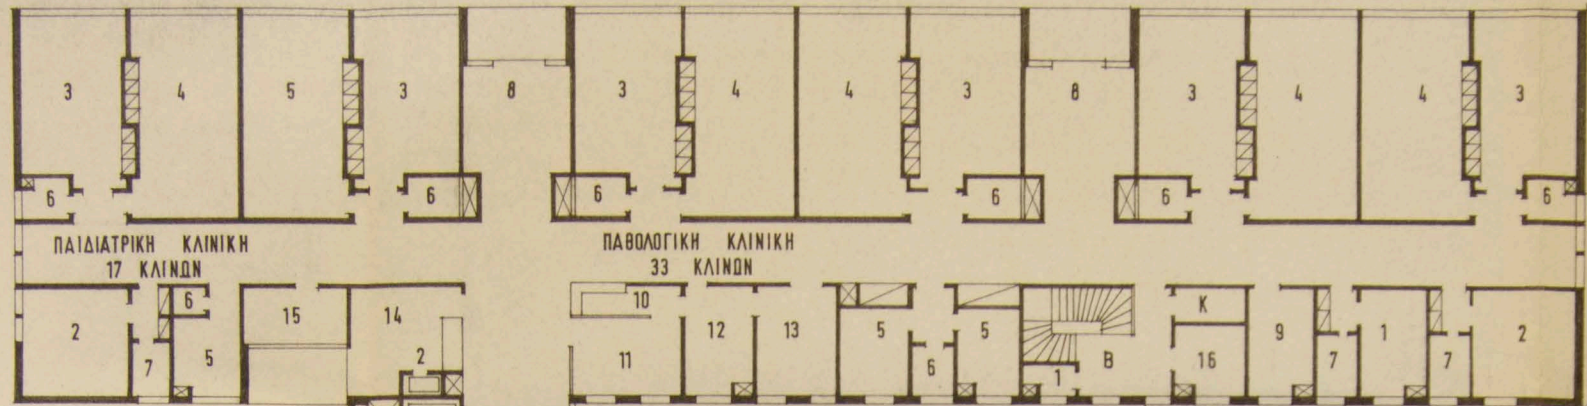 3 4 5 3 8 3 4 4 3 8 3 4 4 3
6 6 6 6 6 6
ΠΑΙΔΙΑΤΡΙΚΗ ΚΛΙΝΙΚΗ
17 ΚΛΙΝΩΝ
ΠΑΘΟΛΟΓΙΚΗ ΚΛΙΝΙΚΗ
33 ΚΛΙΝΩΝ
6 10 Κ
2 15 14 12 13 5 5 9 1 2
7 5 2 11 6 1 Β 16 7 7